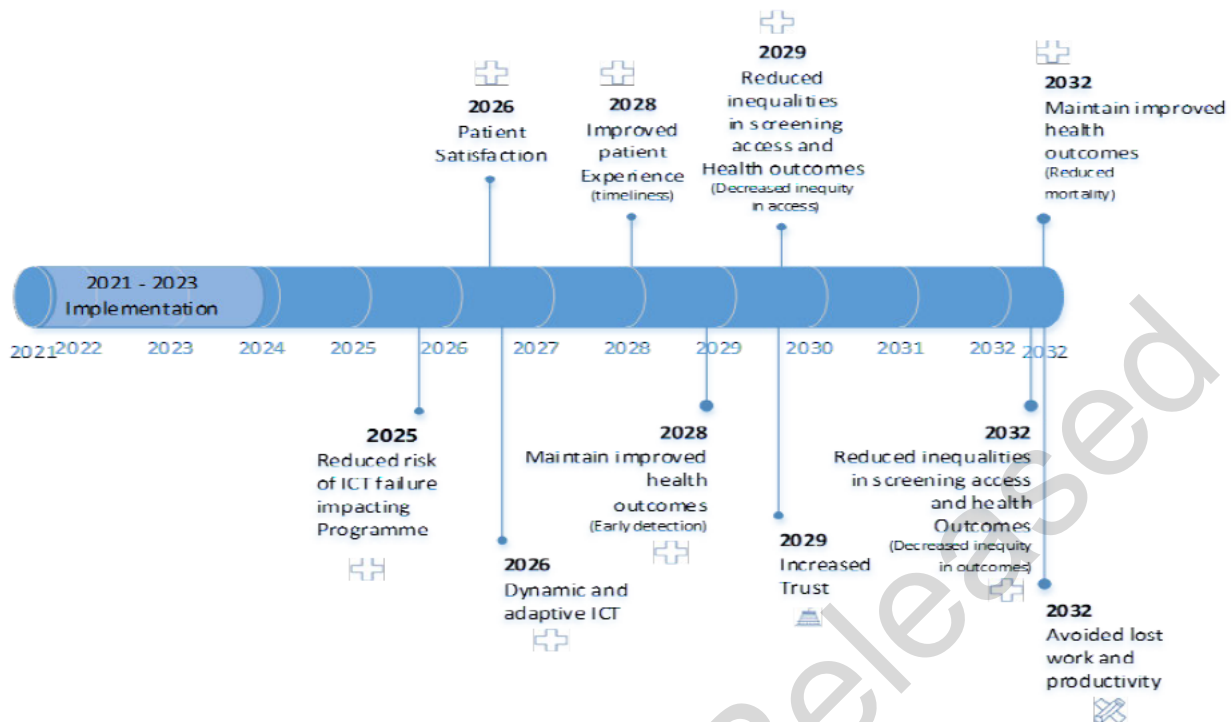 2029
Reduced
inequalities
in screening
access and
Health outcomes
(Decreased inequity
in access)
2032
Maintain improved
health
outcomes
(Reduced
mortality)
2026
Patient
Satisfaction
2028
Improved
patient
Experience
(timeliness)
2021 - 2023
Implementation
2021 2022 2023 2024 2025 2026 2027 2028 2029 2030 2031 2032 2032
2025
Reduced risk
of ICT failure
impacting
Programme
2026
Dynamic and
adaptive ICT
2028
Maintain improved
health
outcomes
(Early detection)
2029
Increased
Trust
2032
Reduced inequalities
in screening access
and health
Outcomes
(Decreased inequity
in outcomes)
2032
Avoided lost
work and
productivity
Released